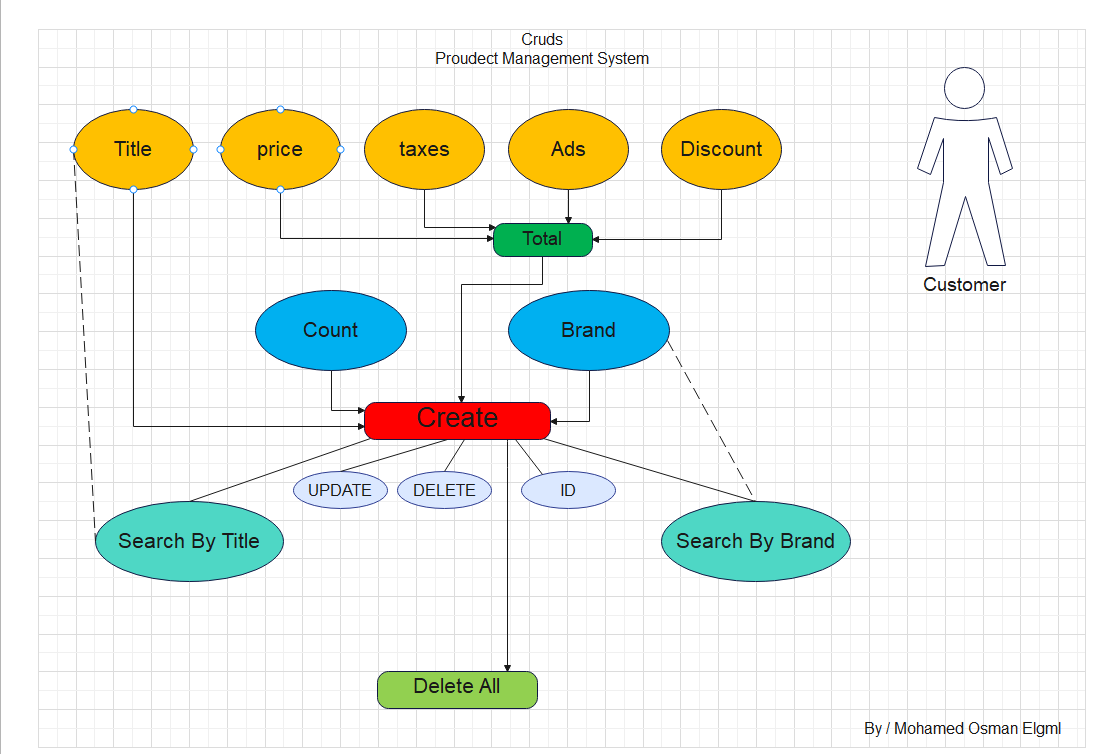 Cruds
Proudect Management System
Title
price
taxes
Ads
Discount
Total
Customer
Count
Brand
Create
UPDATE
DELETE
ID
Search By Title
Search By Brand
Delete All
By / Mohamed Osman Elgml